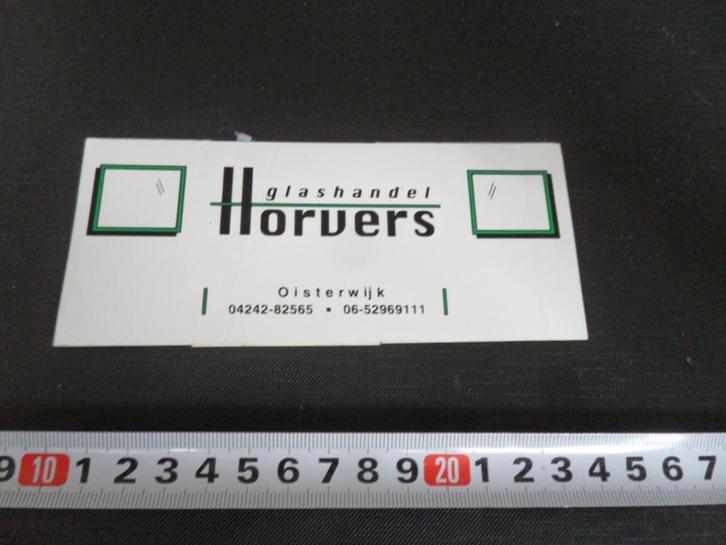 glashandel
Horvers
Oisterwijk
04242-82565 ▪ 06-52969111
9 10 1 2 3 4 5 6 7 8 9 20 1 2 3 4 5 6 7